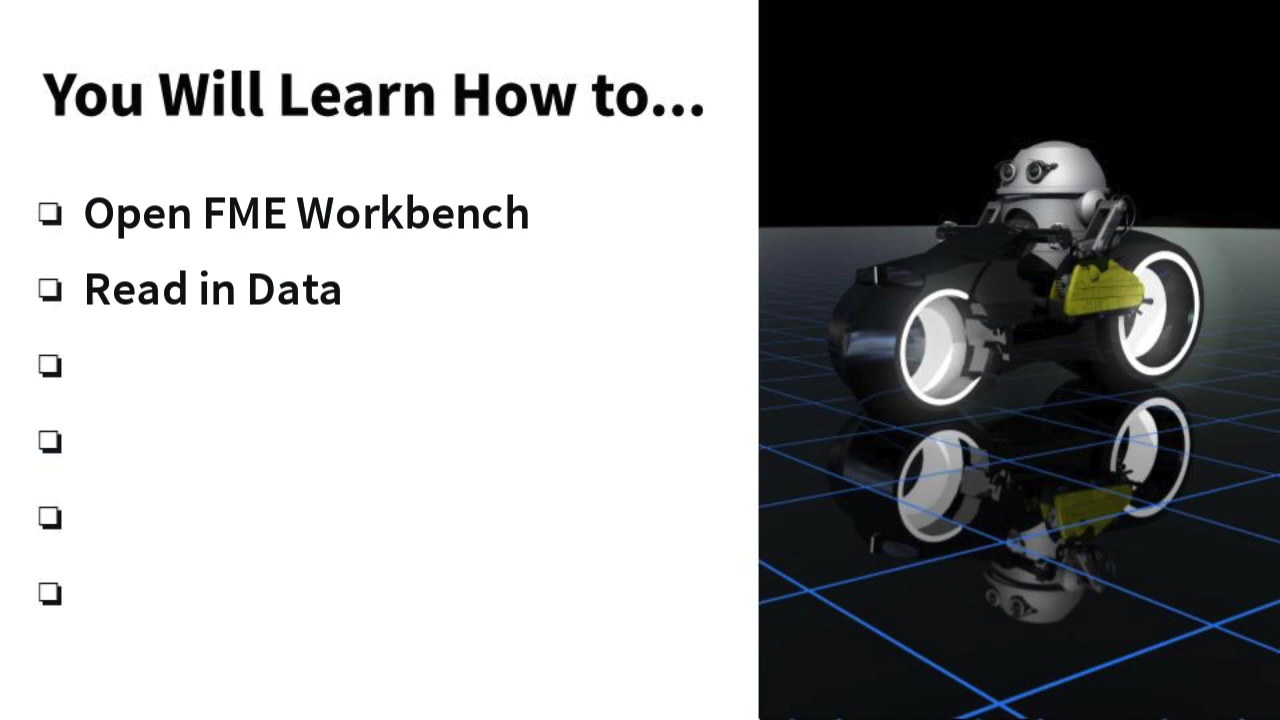 You Will Learn How to...
❏ Open FME Workbench
❏ Read in Data
❏
❏
❏
❏